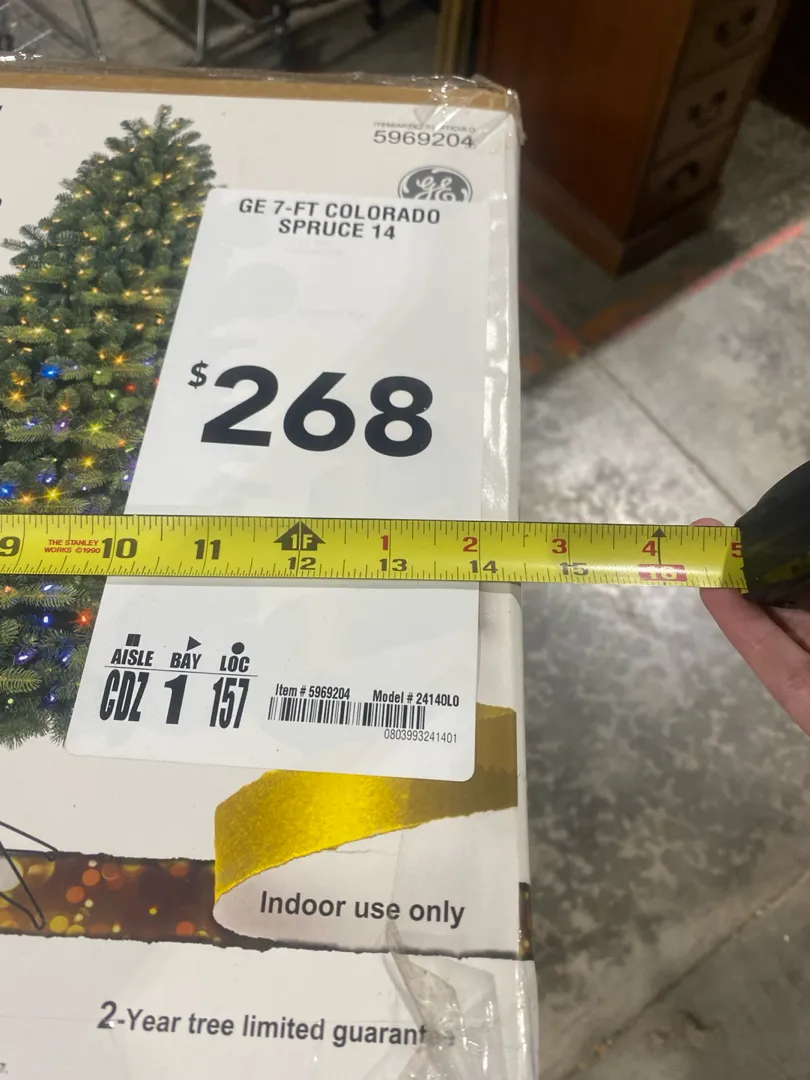 5969204
GE
GE 7-FT COLORADO
SPRUCE 14
$268
9 THE STANLEY WORKS ©1990 10 11 1F 1 2 3 4 5
12 13 14 15 16
AISLE BAY LOC
CDZ 1 157
Item # 5969204 Model # 24140LO
0803993241401
Indoor use only
2-Year tree limited guarant